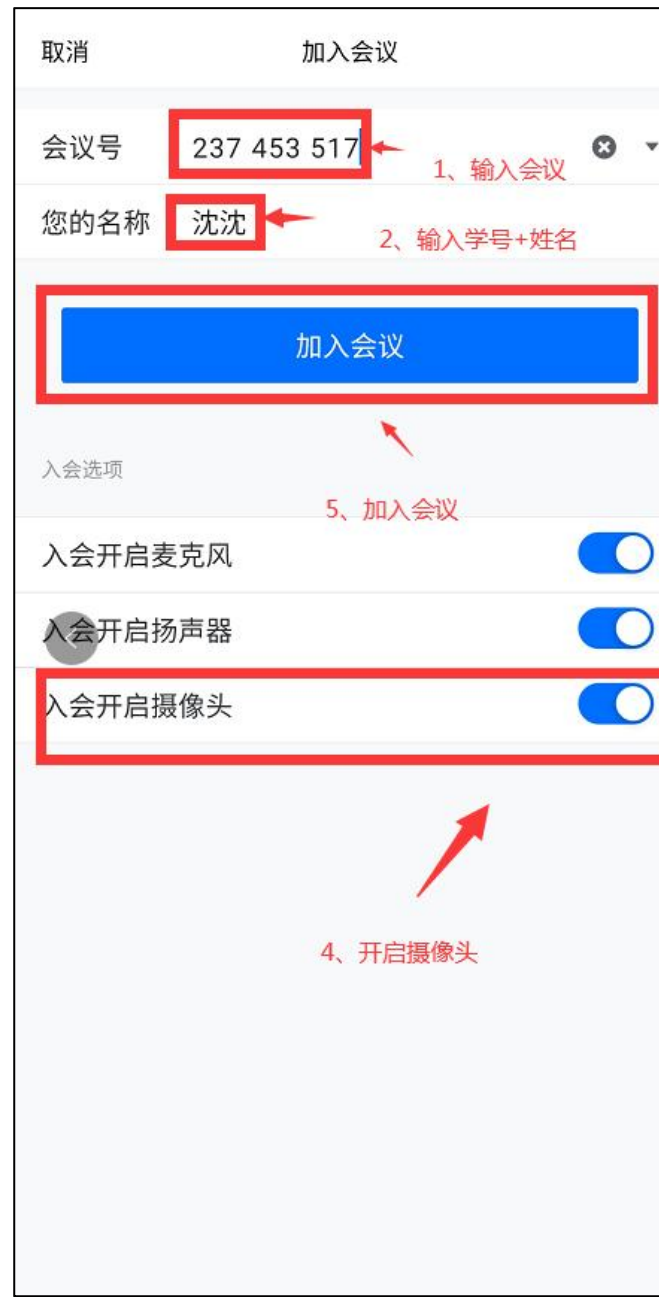 取消 加入会议
会议号 237 453 517
1、输入会议
您的名称 沈沈
2、输入学号+姓名
加入会议
入会选项
5、加入会议
入会开启麦克风
入会开启扬声器
入会开启摄像头
4、开启摄像头